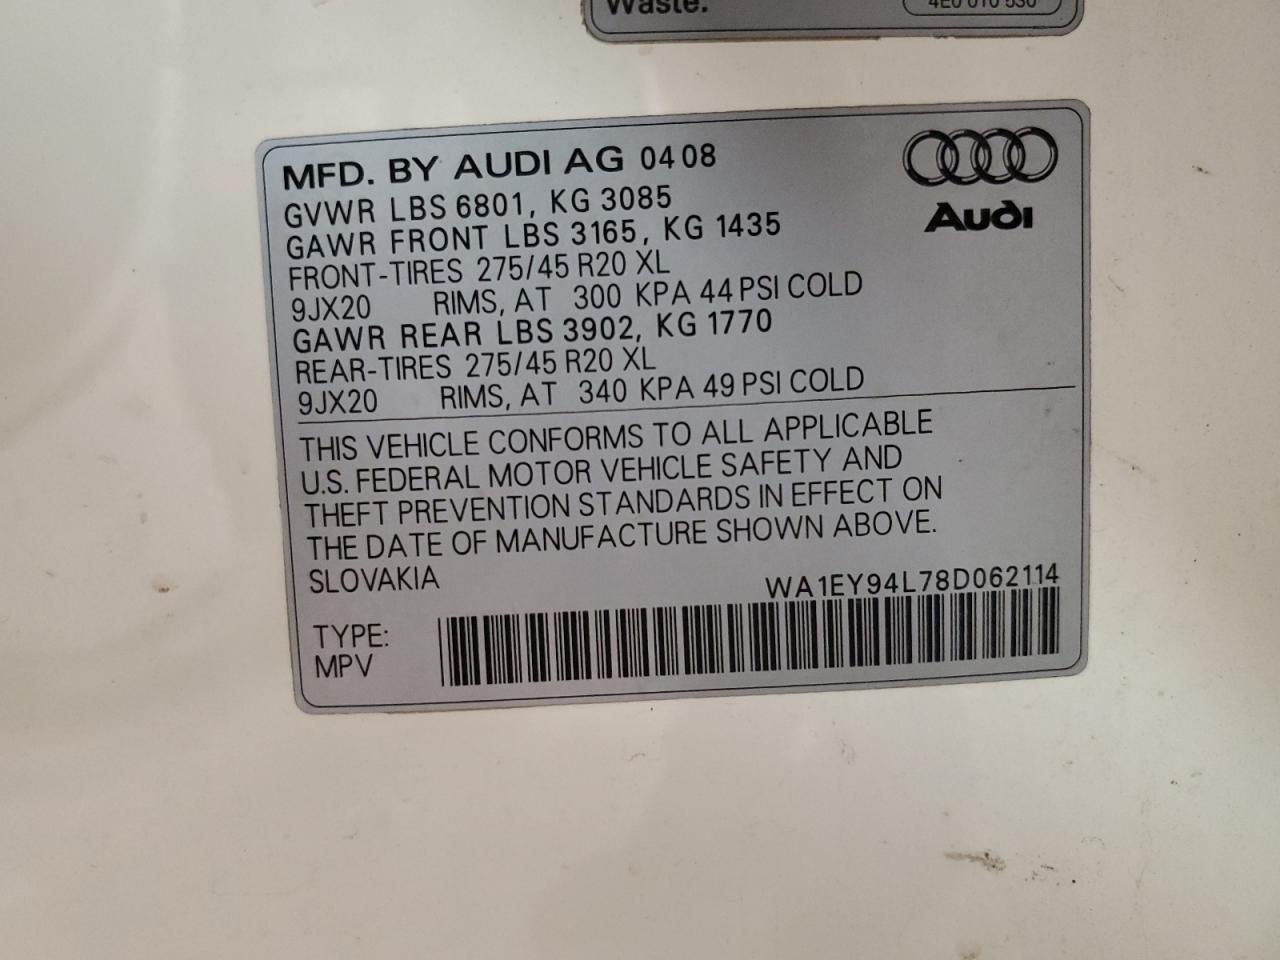 Waste.
4E0 010 530
MFD. BY AUDI AG 04 08
GVWR LBS 6801, KG 3085
GAWR FRONT LBS 3165, KG 1435
FRONT-TIRES 275/45 R20 XL
9JX20 RIMS, AT 300 KPA 44 PSI COLD
GAWR REAR LBS 3902, KG 1770
REAR-TIRES 275/45 R20 XL
9JX20 RIMS, AT 340 KPA 49 PSI COLD
Audi
THIS VEHICLE CONFORMS TO ALL APPLICABLE
U.S. FEDERAL MOTOR VEHICLE SAFETY AND
THEFT PREVENTION STANDARDS IN EFFECT ON
THE DATE OF MANUFACTURE SHOWN ABOVE.
SLOVAKIA
WA1EY94L78D062114
TYPE:
MPV